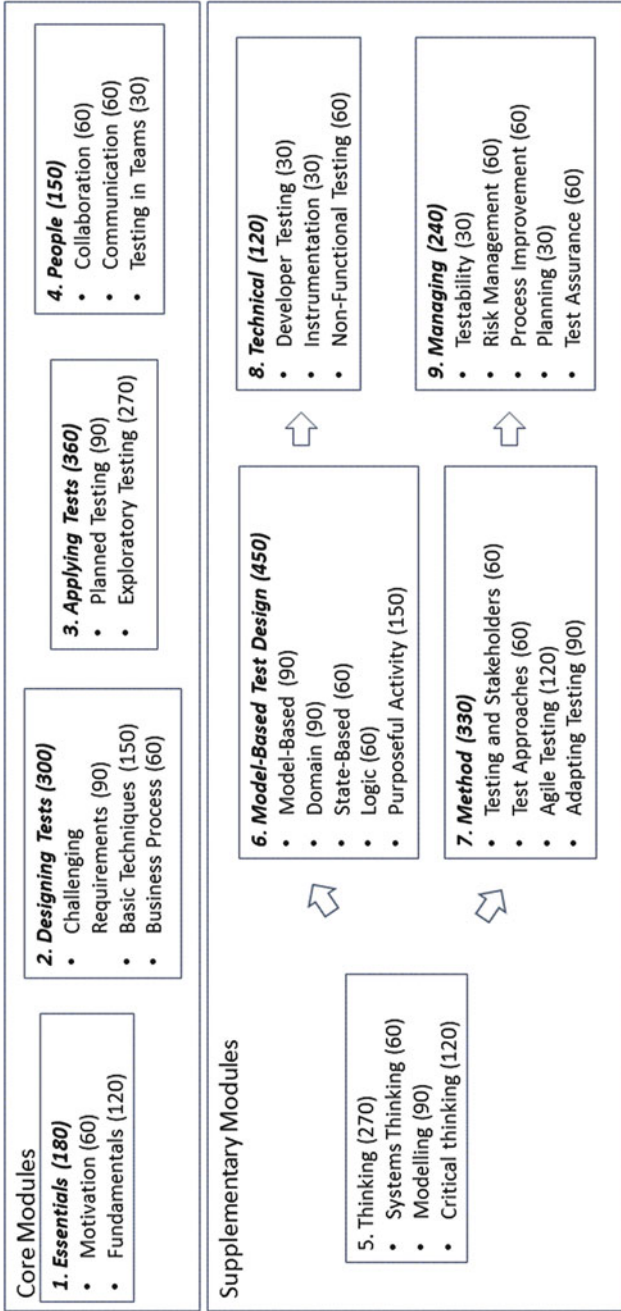 Core Modules
1. Essentials (180)
• Motivation (60)
• Fundamentals (120)
2. Designing Tests (300)
• Challenging
Requirements (90)
• Basic Techniques (150)
• Business Process (60)
3. Applying Tests (360)
• Planned Testing (90)
• Exploratory Testing (270)
4. People (150)
• Collaboration (60)
• Communication (60)
• Testing in Teams (30)
Supplementary Modules
5. Thinking (270)
• Systems Thinking (60)
• Modelling (90)
• Critical thinking (120)
6. Model-Based Test Design (450)
• Model-Based (90)
• Domain (90)
• State-Based (60)
• Logic (60)
• Purposeful Activity (150)
7. Method (330)
• Testing and Stakeholders (60)
• Test Approaches (60)
• Agile Testing (120)
• Adapting Testing (90)
8. Technical (120)
• Developer Testing (30)
• Instrumentation (30)
• Non-Functional Testing (60)
9. Managing (240)
• Testability (30)
• Risk Management (60)
• Process Improvement (60)
• Planning (30)
• Test Assurance (60)